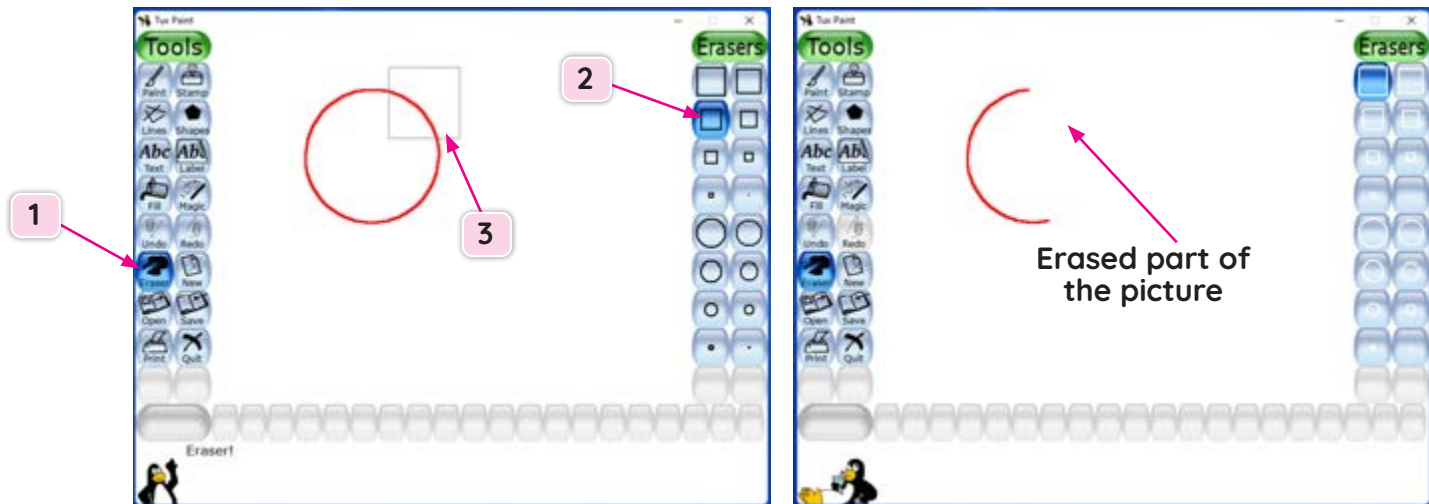 Tux Paint
Tools
Erasers
Paint Stamp
Lines Shapes
Abc Abc
Text Label
Fill Magic
Undo Redo
Eraser New
Open Save
Print Quit
Eraser!
1
2
3
Tux Paint
Tools
Erasers
Paint Stamp
Lines Shapes
Abc Abc
Text Label
Fill Magic
Undo Redo
Eraser New
Open Save
Print Quit
Erased part of
the picture